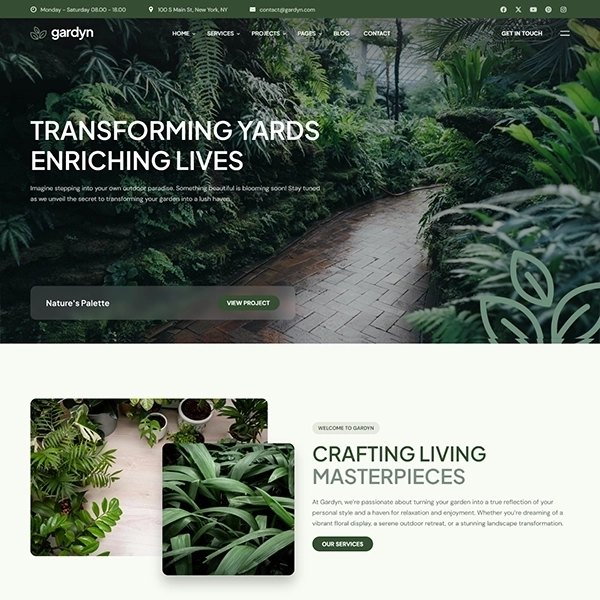 Monday - Saturday 08.00 - 18.00
100 S Main St, New York, NY
contact@gardyn.com
gardyn
HOME
SERVICES
PROJECTS
PAGES
BLOG
CONTACT
GET IN TOUCH
TRANSFORMING YARDS
ENRICHING LIVES
Imagine stepping into your own outdoor paradise. Something beautiful is blooming soon! Stay tuned
as we unveil the secret to transforming your garden into a lush haven.
Nature's Palette
VIEW PROJECT
WELCOME TO GARDYN
CRAFTING LIVING
MASTERPIECES
At Gardyn, we're passionate about turning your garden into a true reflection of your
personal style and a haven for relaxation and enjoyment. Whether you're dreaming of a
vibrant floral display, a serene outdoor retreat, or a stunning landscape transformation.
OUR SERVICES